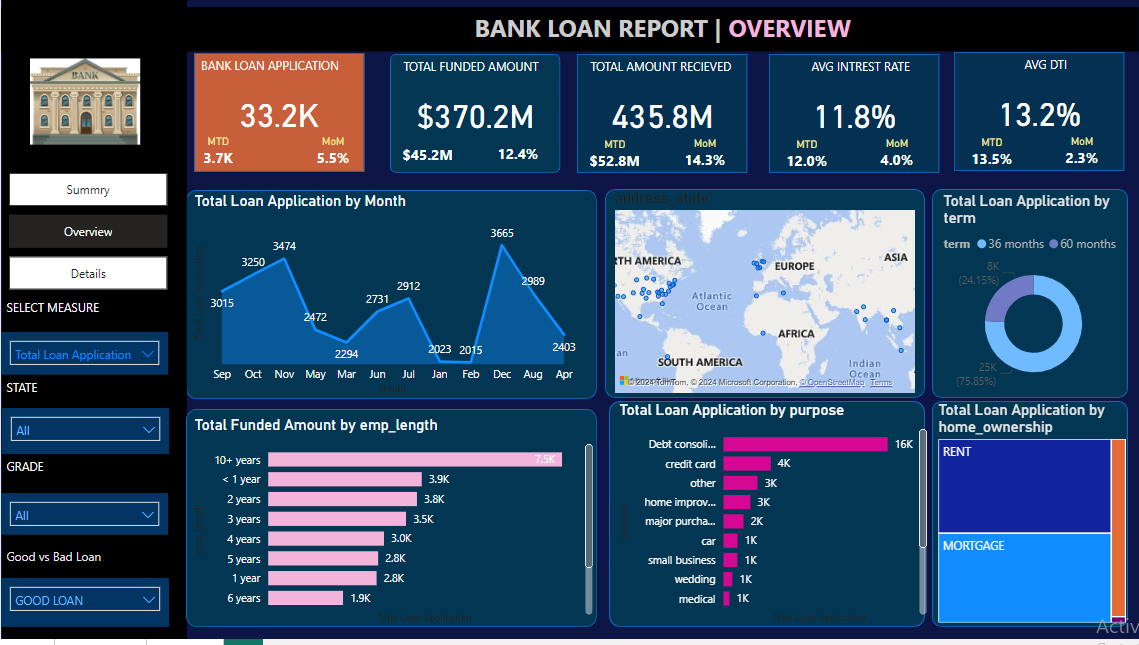 BANK LOAN REPORT | OVERVIEW
BANK
Summry
Overview
Details
SELECT MEASURE
Total Loan Application
STATE
All
GRADE
All
Good vs Bad Loan
GOOD LOAN
BANK LOAN APPLICATION
33.2K
MTD MoM
3.7K 5.5%
TOTAL FUNDED AMOUNT
$370.2M
$45.2M 12.4%
TOTAL AMOUNT RECIEVED
435.8M
MTD MoM
$52.8M 14.3%
AVG INTREST RATE
11.8%
MTD MoM
12.0% 4.0%
AVG DTI
13.2%
MTD MoM
13.5% 2.3%
Total Loan Application by Month
3015
3250
3474
2472
2294
2731
2912
2023
2015
3665
2989
2403
Sep Oct Nov May Mar Jun Jul Jan Feb Dec Aug Apr
address_state
RTH AMERICA
EUROPE
ASIA
Atlantic
Ocean
AFRICA
an
SOUTH AMERICA
Indian
Ocean
© 2024 TomTom, © 2024 Microsoft Corporation, © OpenStreetMap Terms
Total Loan Application by
term
term 36 months 60 months
8K
(24.15%)
25K
(75.85%)
Total Funded Amount by emp_length
10+ years 7.5K
< 1 year 3.9K
2 years 3.8K
3 years 3.5K
4 years 3.0K
5 years 2.8K
1 year 2.8K
6 years 1.9K
Total Loan Application by purpose
Debt consoli... 16K
credit card 4K
other 3K
home improv... 3K
major purcha... 2K
car 1K
small business 1K
wedding 1K
medical 1K
Total Loan Application by
home_ownership
RENT
MORTGAGE
Activ